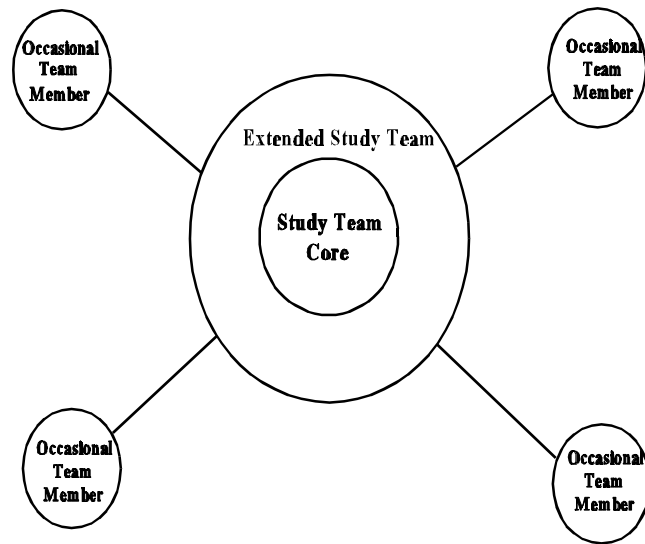 Occasional
Team
Member
Occasional
Team
Member
Extended Study Team
Study Team
Core
Occasional
Team
Member
Occasional
Team
Member